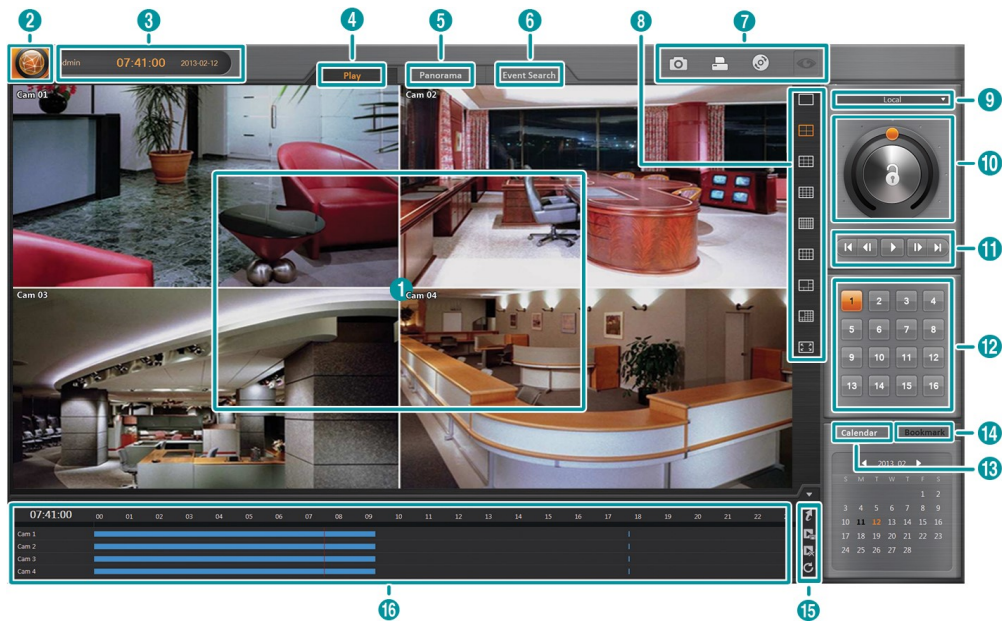 2 3 4 5 6 8 7
dmin 07:41:00 2013-02-12
Play Panorama Event Search
Local 9
Cam 01 Cam 02
10
11
1
Cam 03 Cam 04
1 2 3 4
5 6 7 8
12
9 10 11 12
13 14 15 16
Calendar Bookmark 14
13
2013 02
S M T W T F S
1 2
3 4 5 6 7 8 9
10 11 12 13 14 15 16
17 18 19 20 21 22 23
24 25 26 27 28
07:41:00 00 01 02 03 04 05 06 07 08 09 10 11 12 13 14 15 16 17 18 19 20 21 22
Cam 1
Cam 2
Cam 3
Cam 4
16 15